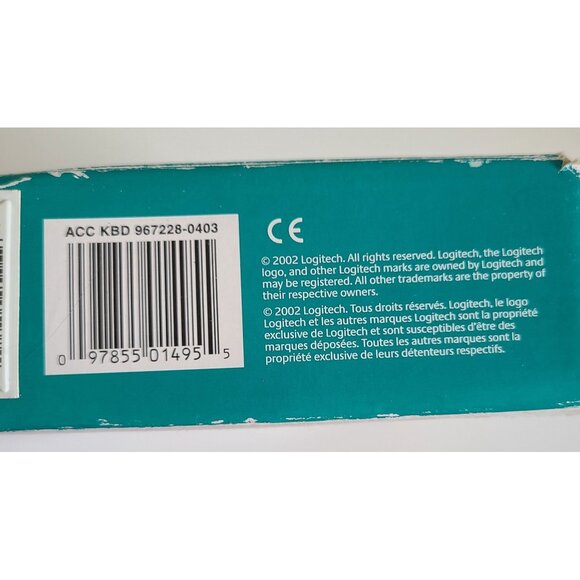 ACC KBD 967228-0403
0 97855 01495 5
CE
© 2002 Logitech. All rights reserved. Logitech, the Logitech
logo, and other Logitech marks are owned by Logitech and
may be registered. All other trademarks are the property of
their respective owners.
© 2002 Logitech. Tous droits réservés. Logitech, le logo
Logitech et les autres marques Logitech sont la propriété
exclusive de Logitech et sont susceptibles d'être des
marques déposées. Toutes les autres marques sont la
propriété exclusive de leurs détenteurs respectifs.